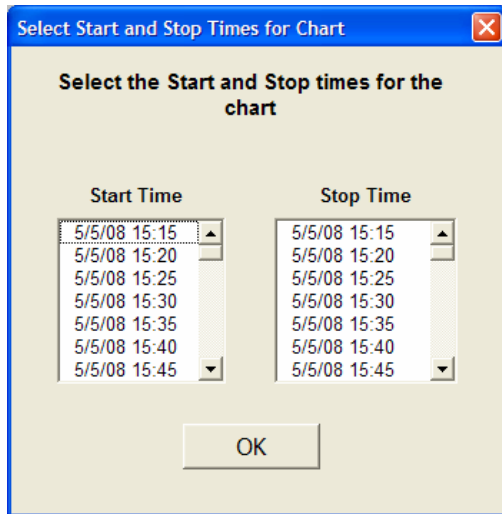 Select Start and Stop Times for Chart
Select the Start and Stop times for the
chart
Start Time
5/5/08 15:15
5/5/08 15:20
5/5/08 15:25
5/5/08 15:30
5/5/08 15:35
5/5/08 15:40
5/5/08 15:45
Stop Time
5/5/08 15:15
5/5/08 15:20
5/5/08 15:25
5/5/08 15:30
5/5/08 15:35
5/5/08 15:40
5/5/08 15:45
OK